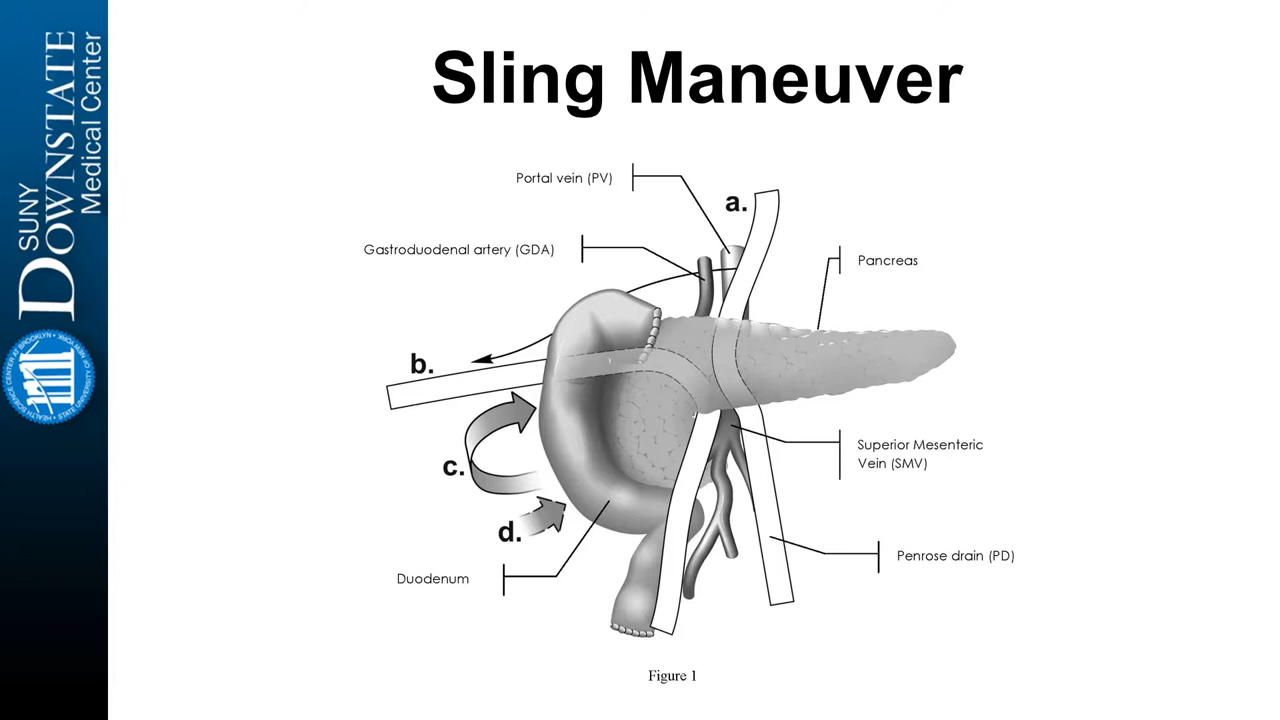 SUNY
DOWNSTATE
Medical Center
Sling Maneuver
Portal vein (PV)
a.
Gastroduodenal artery (GDA)
Pancreas
b.
Superior Mesenteric
Vein (SMV)
c.
d.
Penrose drain (PD)
Duodenum
Figure 1